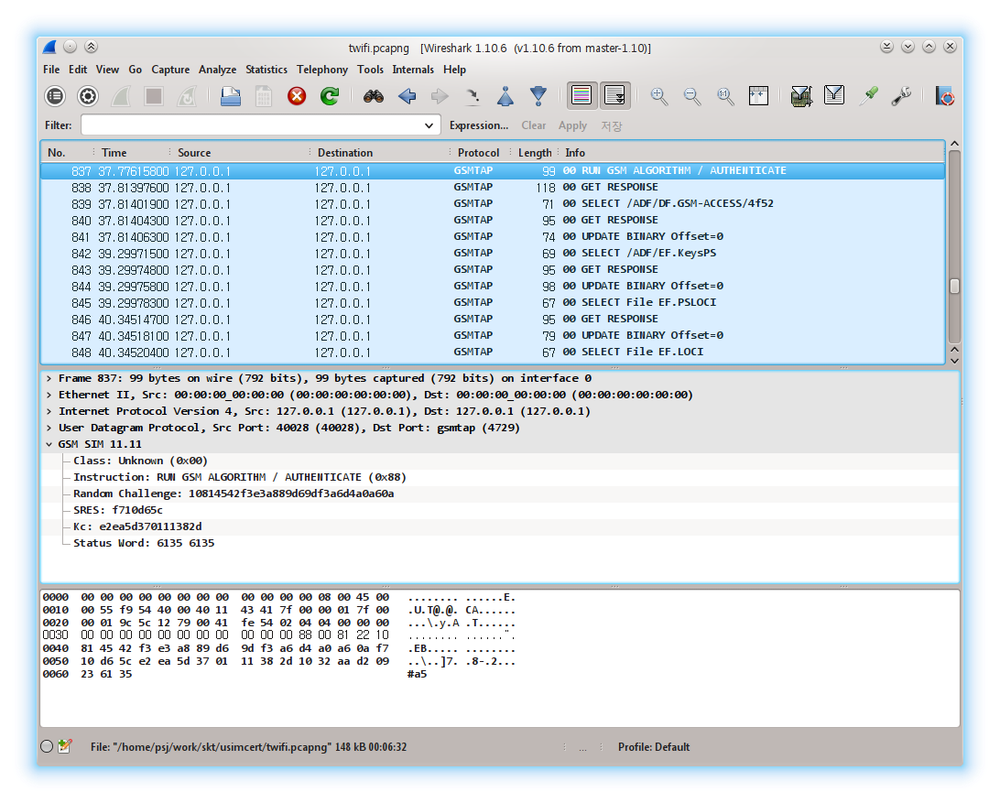 twifi.pcapng [Wireshark 1.10.6 (v1.10.6 from master-1.10)]
File Edit View Go Capture Analyze Statistics Telephony Tools Internals Help
Filter: Expression... Clear Apply 저장
No. Time Source Destination Protocol Length Info
837 37.77615800 127.0.0.1 127.0.0.1 GSMTAP 99 00 RUN GSM ALGORITHM / AUTHENTICATE
838 37.81397600 127.0.0.1 127.0.0.1 GSMTAP 118 00 GET RESPONSE
839 37.81401900 127.0.0.1 127.0.0.1 GSMTAP 71 00 SELECT /ADF/DF.GSM-ACCESS/4f52
840 37.81404300 127.0.0.1 127.0.0.1 GSMTAP 95 00 GET RESPONSE
841 37.81406300 127.0.0.1 127.0.0.1 GSMTAP 74 00 UPDATE BINARY Offset=0
842 39.29971500 127.0.0.1 127.0.0.1 GSMTAP 69 00 SELECT /ADF/EF.KeysPS
843 39.29974800 127.0.0.1 127.0.0.1 GSMTAP 95 00 GET RESPONSE
844 39.29975800 127.0.0.1 127.0.0.1 GSMTAP 98 00 UPDATE BINARY Offset=0
845 39.29978300 127.0.0.1 127.0.0.1 GSMTAP 67 00 SELECT File EF.PSLOCI
846 40.34514700 127.0.0.1 127.0.0.1 GSMTAP 95 00 GET RESPONSE
847 40.34518100 127.0.0.1 127.0.0.1 GSMTAP 79 00 UPDATE BINARY Offset=0
848 40.34520400 127.0.0.1 127.0.0.1 GSMTAP 67 00 SELECT File EF.LOCI
Frame 837: 99 bytes on wire (792 bits), 99 bytes captured (792 bits) on interface 0
Ethernet II, Src: 00:00:00_00:00:00 (00:00:00:00:00:00), Dst: 00:00:00_00:00:00 (00:00:00:00:00:00)
Internet Protocol Version 4, Src: 127.0.0.1 (127.0.0.1), Dst: 127.0.0.1 (127.0.0.1)
User Datagram Protocol, Src Port: 40028 (40028), Dst Port: gsmtap (4729)
GSM SIM 11.11
Class: Unknown (0x00)
Instruction: RUN GSM ALGORITHM / AUTHENTICATE (0x88)
Random Challenge: 10814542f3e3a889d69df3a6d4a0a60a
SRES: f710d65c
Kc: e2ea5d370111382d
Status Word: 6135 6135
0000 00 00 00 00 00 00 00 00 00 00 00 00 08 00 45 00 ........ ......E.
0010 00 55 f9 54 40 00 40 11 43 41 7f 00 00 01 7f 00 .U.T@.@. CA......
0020 00 01 9c 5c 12 79 00 41 fe 54 02 04 04 00 00 00 ...\.y.A .T......
0030 00 00 00 00 00 00 00 00 00 00 00 88 00 81 22 10 ........ ......".
0040 81 45 42 f3 e3 a8 89 d6 9d f3 a6 d4 a0 a6 0a f7 .EB..... ........
0050 10 d6 5c e2 ea 5d 37 01 11 38 2d 10 32 aa d2 09 ..\..]7. .8-.2...
0060 23 61 35 #a5
File: "/home/psj/work/skt/usimcert/twifi.pcapng" 148 kB 00:06:32 ... Profile: Default